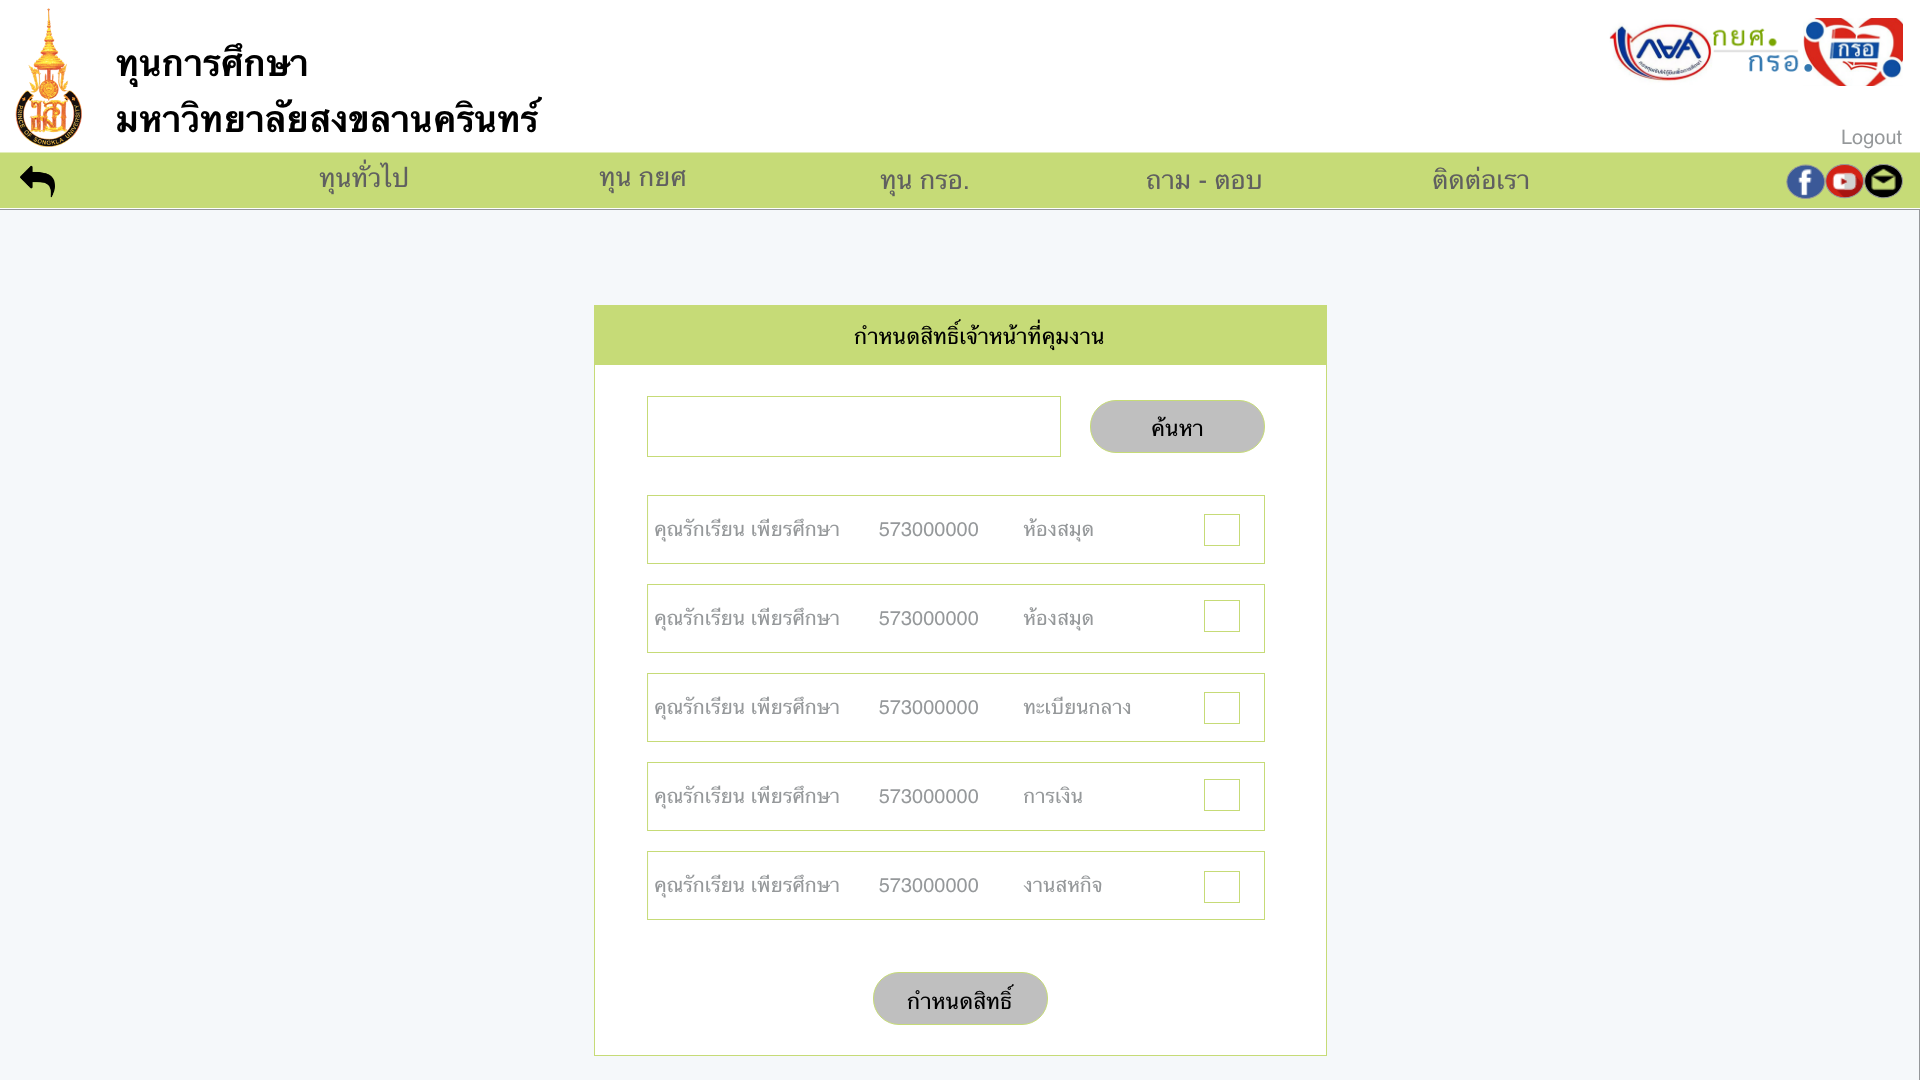 ทุนการศึกษา
มหาวิทยาลัยสงขลานครินทร์
กยศ.
กรอ.
กรอ
Logout
ทุนทั่วไป ทุน กยศ ทุน กรอ. ถาม - ตอบ ติดต่อเรา
กำหนดสิทธิ์เจ้าหน้าที่คุมงาน
ค้นหา
คุณรักเรียน เพียรศึกษา 573000000 ห้องสมุด
คุณรักเรียน เพียรศึกษา 573000000 ห้องสมุด
คุณรักเรียน เพียรศึกษา 573000000 ทะเบียนกลาง
คุณรักเรียน เพียรศึกษา 573000000 การเงิน
คุณรักเรียน เพียรศึกษา 573000000 งานสหกิจ
กำหนดสิทธิ์